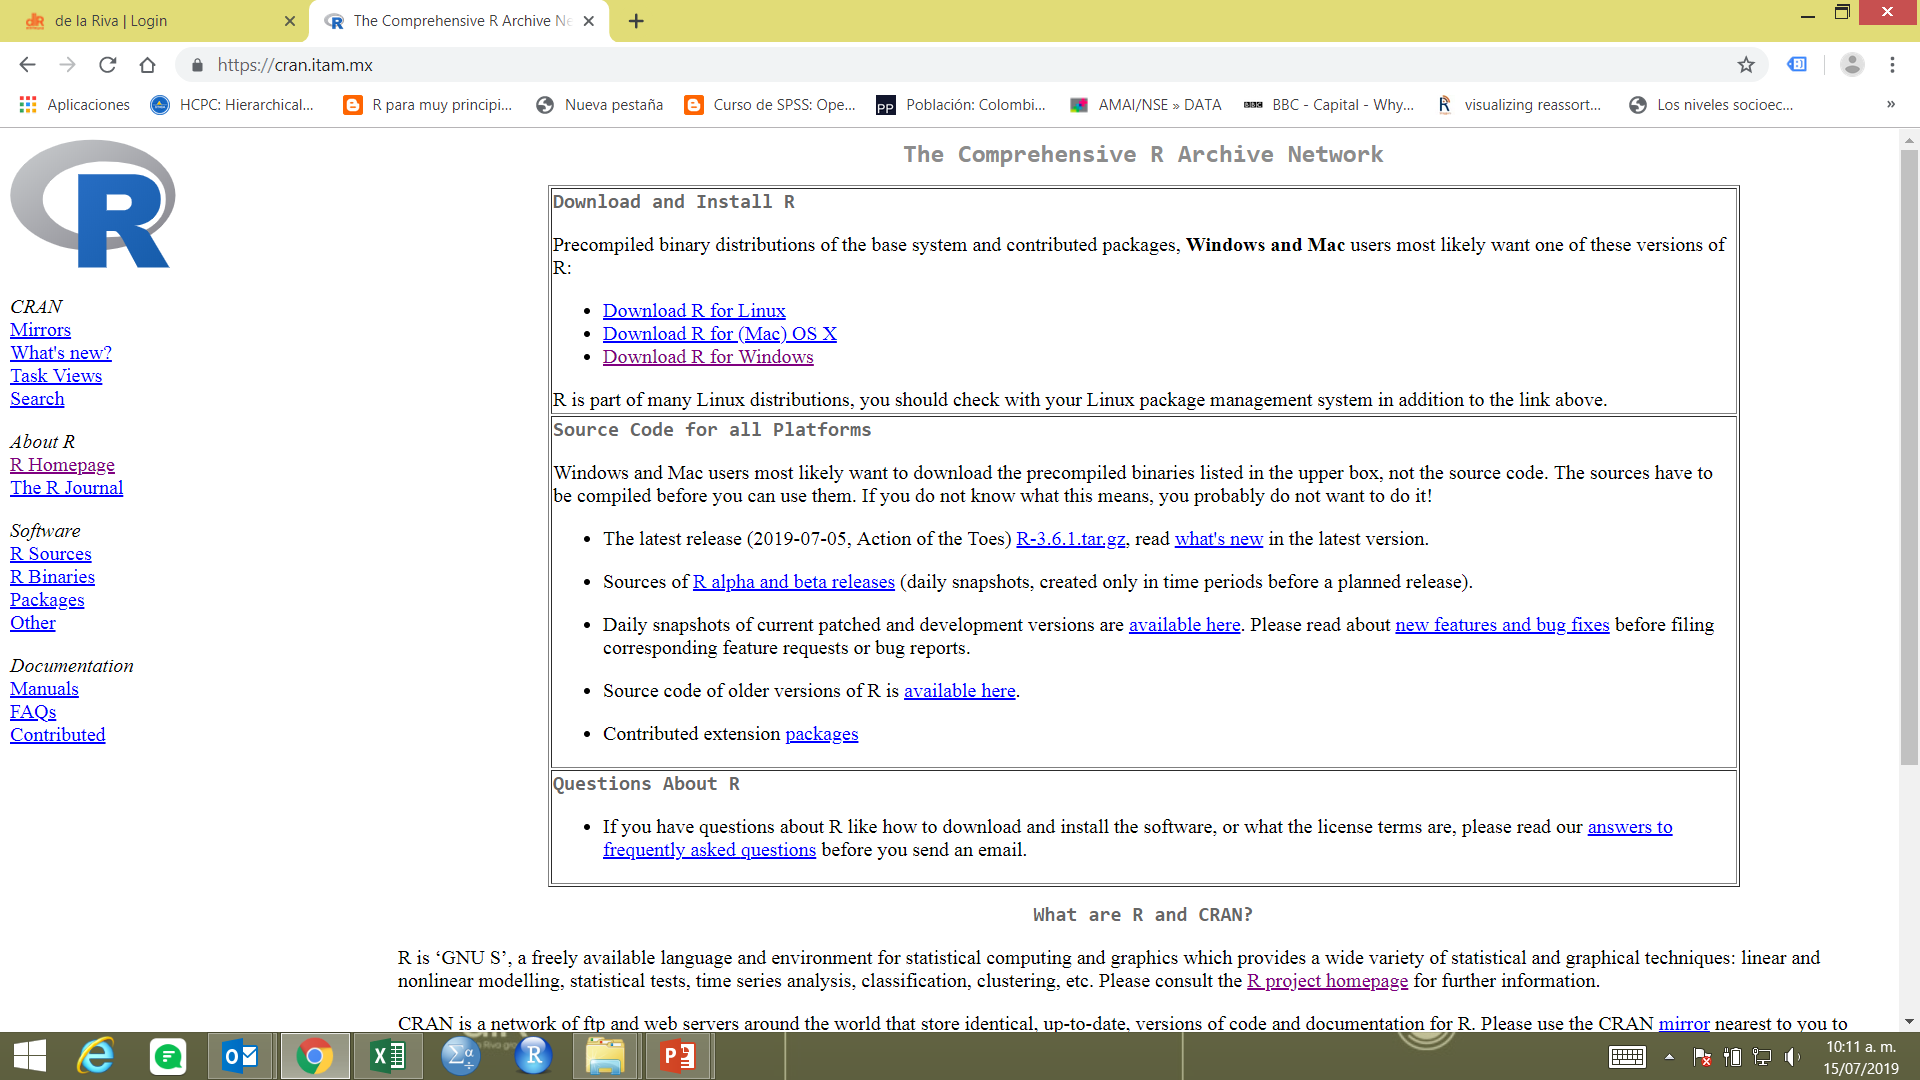 de la Riva | Login
The Comprehensive R Archive Ne
https://cran.itam.mx
Aplicaciones
HCPC: Hierarchical...
R para muy principi...
Nueva pestaña
Curso de SPSS: Ope...
PP
Población: Colombi...
AMAI/NSE » DATA
BBC
BBC - Capital - Why...
visualizing reassort...
Los niveles socioec...
»
R
CRAN
Mirrors
What's new?
Task Views
Search
About R
R Homepage
The R Journal
Software
R Sources
R Binaries
Packages
Other
Documentation
Manuals
FAQs
Contributed
The Comprehensive R Archive Network
Download and Install R
Precompiled binary distributions of the base system and contributed packages, Windows and Mac users most likely want one of these versions of
R:
• Download R for Linux
• Download R for (Mac) OS X
• Download R for Windows
R is part of many Linux distributions, you should check with your Linux package management system in addition to the link above.
Source Code for all Platforms
Windows and Mac users most likely want to download the precompiled binaries listed in the upper box, not the source code. The sources have to
be compiled before you can use them. If you do not know what this means, you probably do not want to do it!
• The latest release (2019-07-05, Action of the Toes) R-3.6.1.tar.gz, read what's new in the latest version.
• Sources of R alpha and beta releases (daily snapshots, created only in time periods before a planned release).
• Daily snapshots of current patched and development versions are available here. Please read about new features and bug fixes before filing
corresponding feature requests or bug reports.
• Source code of older versions of R is available here.
• Contributed extension packages
Questions About R
• If you have questions about R like how to download and install the software, or what the license terms are, please read our answers to
frequently asked questions before you send an email.
What are R and CRAN?
R is ‘GNU S’, a freely available language and environment for statistical computing and graphics which provides a wide variety of statistical and graphical techniques: linear and
nonlinear modelling, statistical tests, time series analysis, classification, clustering, etc. Please consult the R project homepage for further information.
CRAN is a network of ftp and web servers around the world that store identical, up-to-date, versions of code and documentation for R. Please use the CRAN mirror nearest to you to
10:11 a. m.
15/07/2019